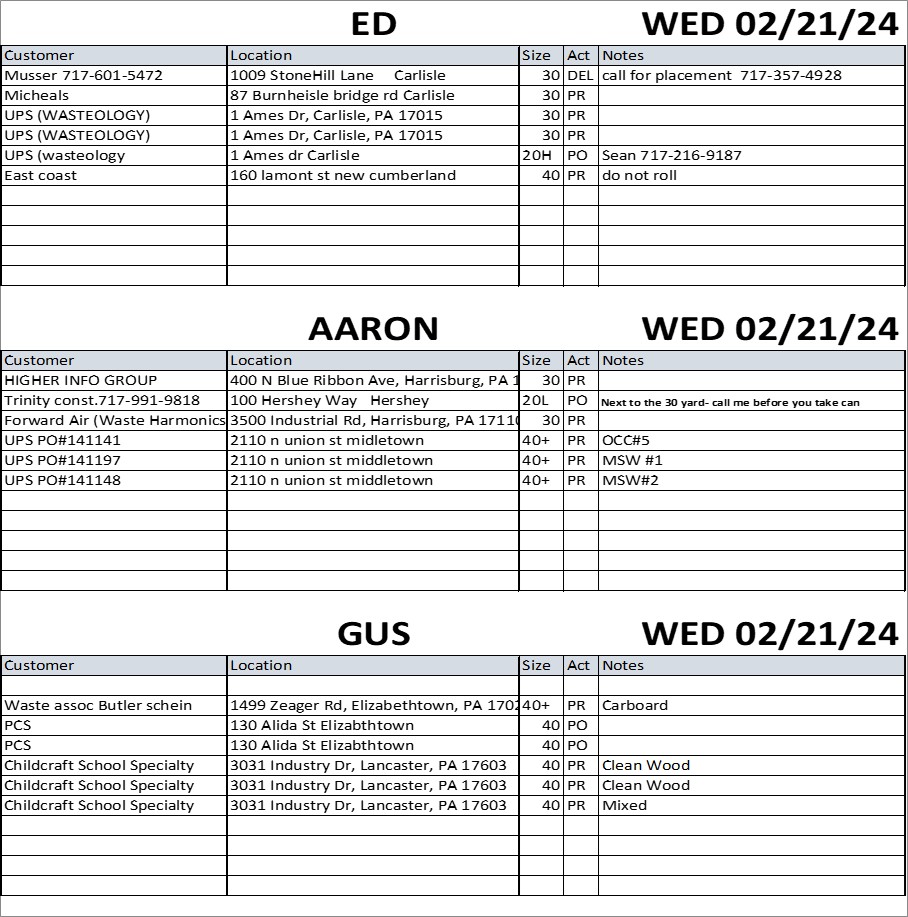 ED WED 02/21/24
Customer Location Size Act Notes
Musser 717-601-5472 1009 StoneHill Lane Carlisle 30 DEL call for placement 717-357-4928
Micheals 87 Burnheisle bridge rd Carlisle 30 PR
UPS (WASTEOLOGY) 1 Ames Dr, Carlisle, PA 17015 30 PR
UPS (WASTEOLOGY) 1 Ames Dr, Carlisle, PA 17015 30 PR
UPS (wasteology 1 Ames dr Carlisle 20H PO Sean 717-216-9187
East coast 160 lamont st new cumberland 40 PR do not roll
AARON WED 02/21/24
Customer Location Size Act Notes
HIGHER INFO GROUP 400 N Blue Ribbon Ave, Harrisburg, PA 1 30 PR
Trinity const.717-991-9818 100 Hershey Way Hershey 20L PO Next to the 30 yard- call me before you take can
Forward Air (Waste Harmonics 3500 Industrial Rd, Harrisburg, PA 17110 30 PR
UPS PO#141141 2110 n union st midletown 40+ PR OCC#5
UPS PO#141197 2110 n union st middletown 40+ PR MSW #1
UPS PO#141148 2110 n union st middletown 40+ PR MSW#2
GUS WED 02/21/24
Customer Location Size Act Notes
Waste assoc Butler schein 1499 Zeager Rd, Elizabethtown, PA 1702 40+ PR Carboard
PCS 130 Alida St Elizabthtown 40 PO
PCS 130 Alida St Elizabthtown 40 PO
Childcraft School Specialty 3031 Industry Dr, Lancaster, PA 17603 40 PR Clean Wood
Childcraft School Specialty 3031 Industry Dr, Lancaster, PA 17603 40 PR Clean Wood
Childcraft School Specialty 3031 Industry Dr, Lancaster, PA 17603 40 PR Mixed